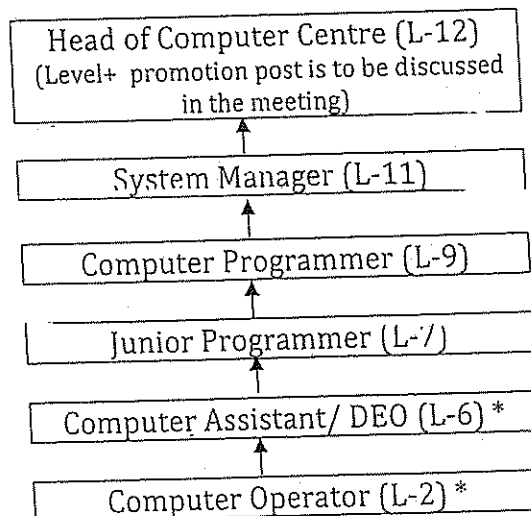 Head of Computer Centre (L-12)
(Level+ promotion post is to be discussed
in the meeting)
System Manager (L-11)
Computer Programmer (L-9)
Junior Programmer (L-7)
Computer Assistant/ DEO (L-6) *
Computer Operator (L-2) *